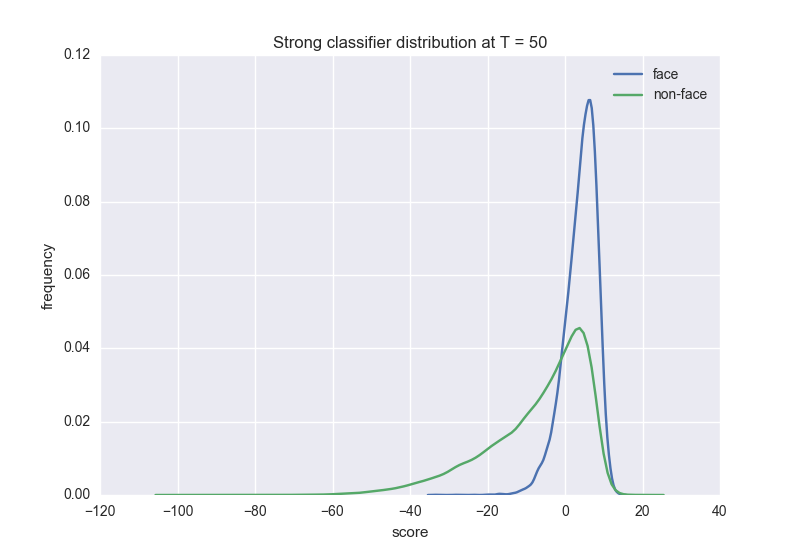 Strong classifier distribution at T = 50
0.12
0.10
0.08
0.06
0.04
0.02
0.00
frequency
−120 −100 −80 −60 −40 −20 0 20 40
score
face
non-face